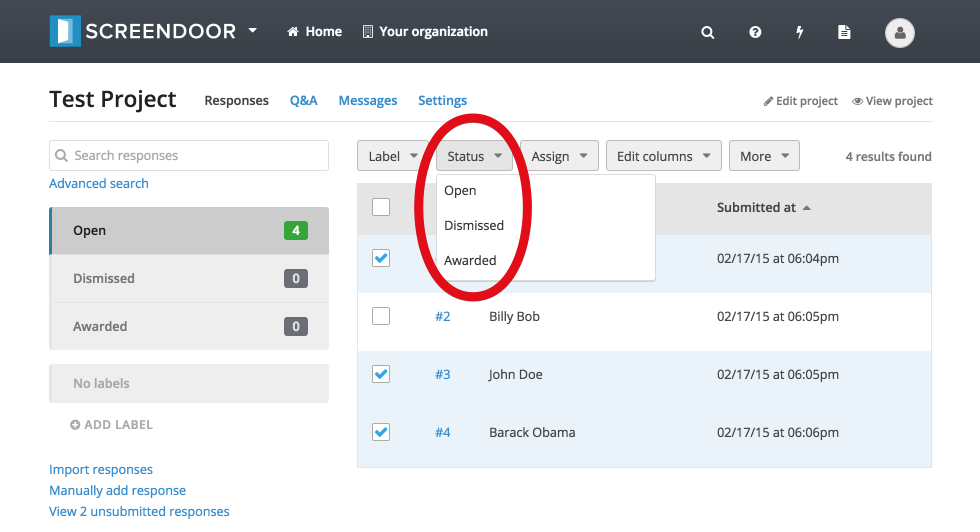 SCREENDOOR Home Your organization
Test Project Responses Q&A Messages Settings Edit project View project
Search responses
Advanced search
Open 4
Dismissed 0
Awarded 0
No labels
ADD LABEL
Import responses
Manually add response
View 2 unsubmitted responses
Label Status Assign Edit columns More 4 results found
Open
Dismissed
Awarded
Submitted at
02/17/15 at 06:04pm
#2 Billy Bob 02/17/15 at 06:05pm
#3 John Doe 02/17/15 at 06:05pm
#4 Barack Obama 02/17/15 at 06:06pm